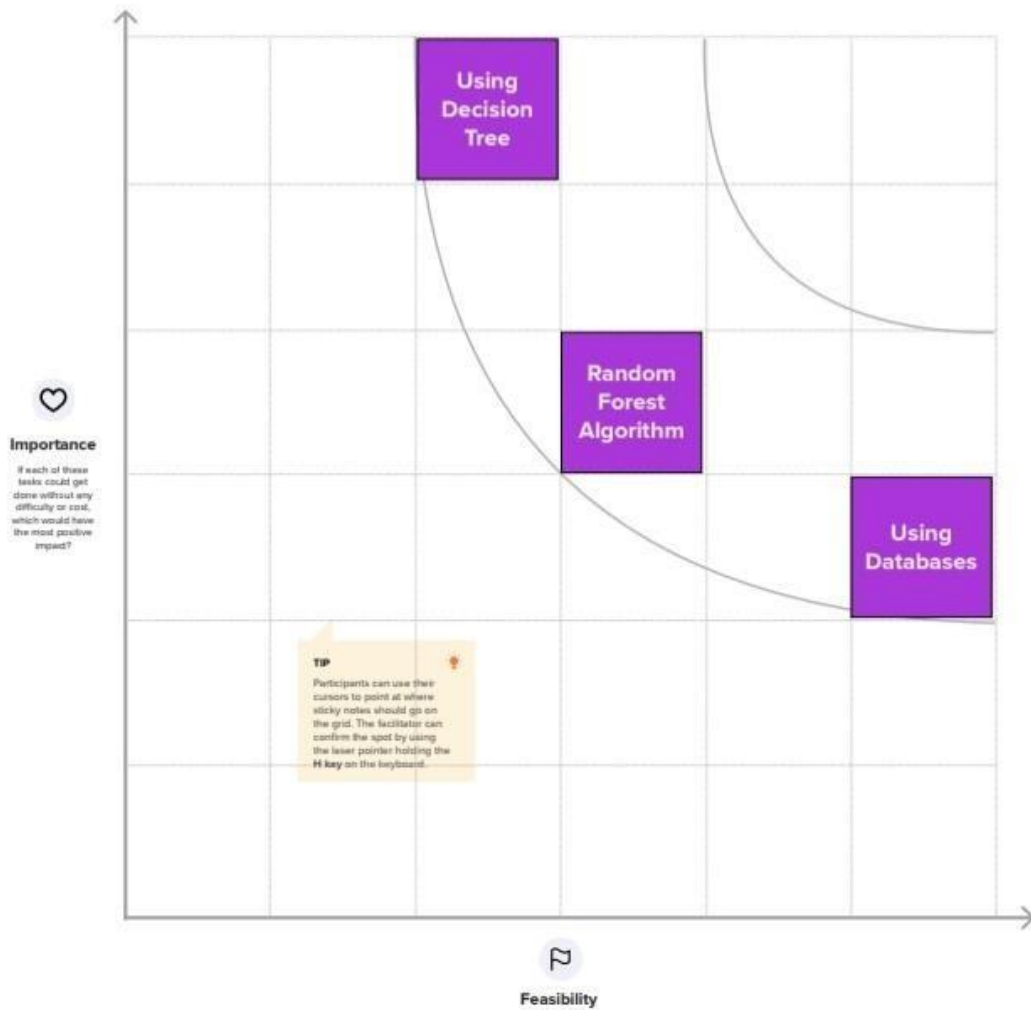 Using
Decision
Tree
Random
Forest
Algorithm
Using
Databases
Importance
If each of these
tasks could get
done without any
difficulty or cost,
which would have
the most positive
impact?
TIP
Participants can use their
cursors to point at where
sticky notes should go on
the grid. The facilitator can
confirm the spot by using
the laser pointer holding the
H key on the keyboard.
Feasibility